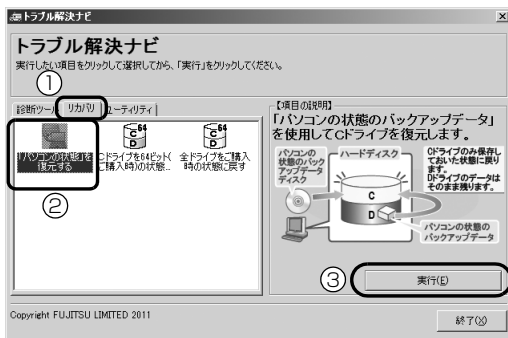 トラブル解決ナビ
トラブル解決ナビ
実行したい項目をクリックして選択してから、「実行」をクリックしてください。
①
診断ツール リカバリ ユーティリティ
「パソコンの状態」を
復元する
Cドライブを64ビット(
ご購入時)の状態...
全ドライブをご購入
時の状態に戻す
②
【項目の説明】
「パソコンの状態のバックアップデータ」
を使用してCドライブを復元します。
パソコンの
状態のバック
アップデータ
ディスク
ハードディスク
Cドライブのみ保存し
ておいた状態に戻り
ます。
Dドライブのデータは
そのまま残ります。
C
D
パソコンの状態の
バックアップデータ
③
実行(E)
Copyright FUJITSU LIMITED 2011
終了(X)